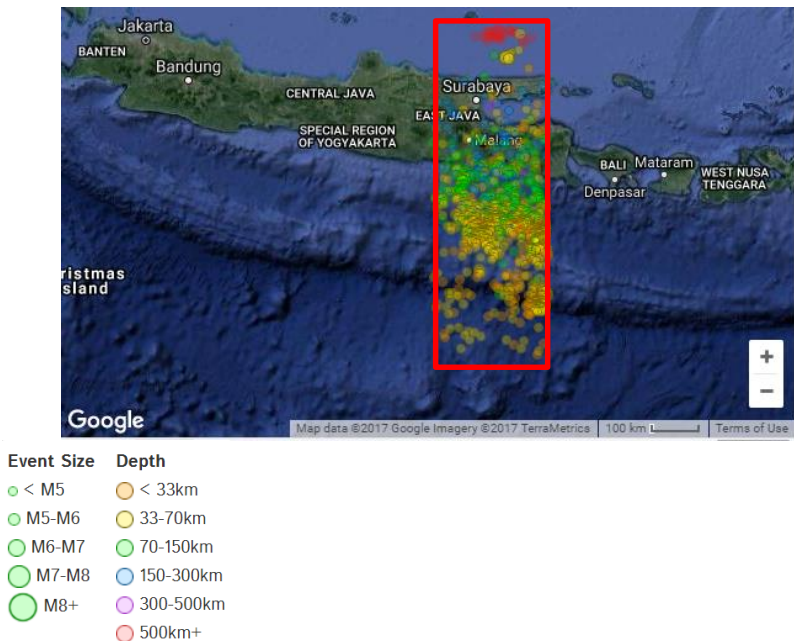 Jakarta
BANTEN
Bandung
CENTRAL JAVA
Surabaya
EAST JAVA
SPECIAL REGION
OF YOGYAKARTA
Malang
BALI
Mataram
WEST NUSA
TENGGARA
Denpasar
ristmas
sland
+
−
Google
Map data ©2017 Google Imagery ©2017 TerraMetrics
100 km
Terms of Use
Event Size
Depth
< M5
< 33km
M5-M6
33-70km
M6-M7
70-150km
M7-M8
150-300km
M8+
300-500km
500km+